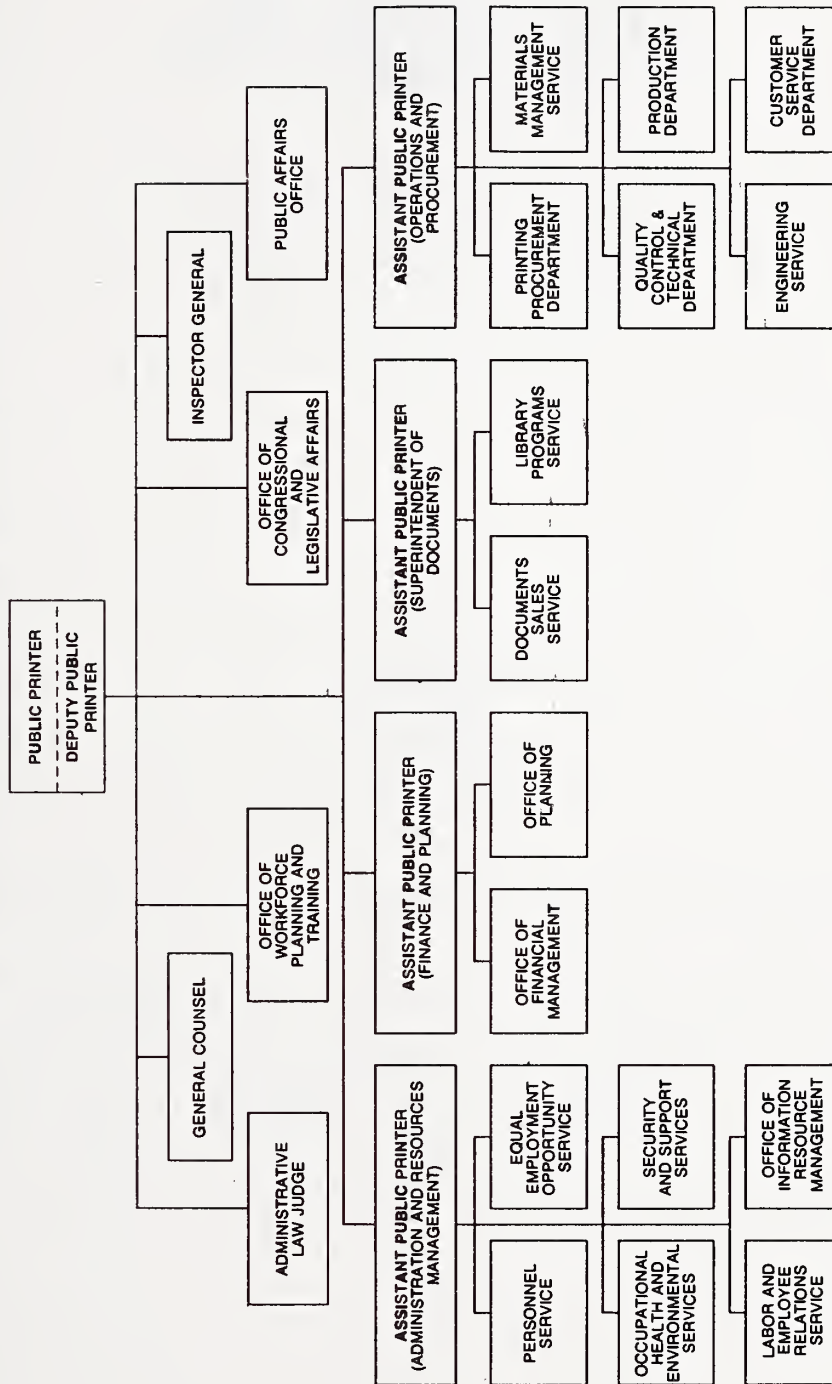 PUBLIC PRINTER
DEPUTY PUBLIC
PRINTER
GENERAL COUNSEL
INSPECTOR GENERAL
ADMINISTRATIVE
LAW JUDGE
OFFICE OF
WORKFORCE
PLANNING AND
TRAINING
OFFICE OF
CONGRESSIONAL
AND
LEGISLATIVE AFFAIRS
PUBLIC AFFAIRS
OFFICE
ASSISTANT PUBLIC PRINTER
(ADMINISTRATION AND RESOURCES
MANAGEMENT)
ASSISTANT PUBLIC PRINTER
(FINANCE AND PLANNING)
ASSISTANT PUBLIC PRINTER
(SUPERINTENDENT OF
DOCUMENTS)
ASSISTANT PUBLIC PRINTER
(OPERATIONS AND
PROCUREMENT)
PERSONNEL
SERVICE
EQUAL
EMPLOYMENT
OPPORTUNITY
SERVICE
OFFICE OF
FINANCIAL
MANAGEMENT
OFFICE OF
PLANNING
DOCUMENTS
SALES
SERVICE
LIBRARY
PROGRAMS
SERVICE
PRINTING
PROCUREMENT
DEPARTMENT
MATERIALS
MANAGEMENT
SERVICE
OCCUPATIONAL
HEALTH AND
ENVIRONMENTAL
SERVICES
SECURITY
AND SUPPORT
SERVICES
QUALITY
CONTROL &
TECHNICAL
DEPARTMENT
PRODUCTION
DEPARTMENT
LABOR AND
EMPLOYEE
RELATIONS
SERVICE
OFFICE OF
INFORMATION
RESOURCE
MANAGEMENT
ENGINEERING
SERVICE
CUSTOMER
SERVICE
DEPARTMENT